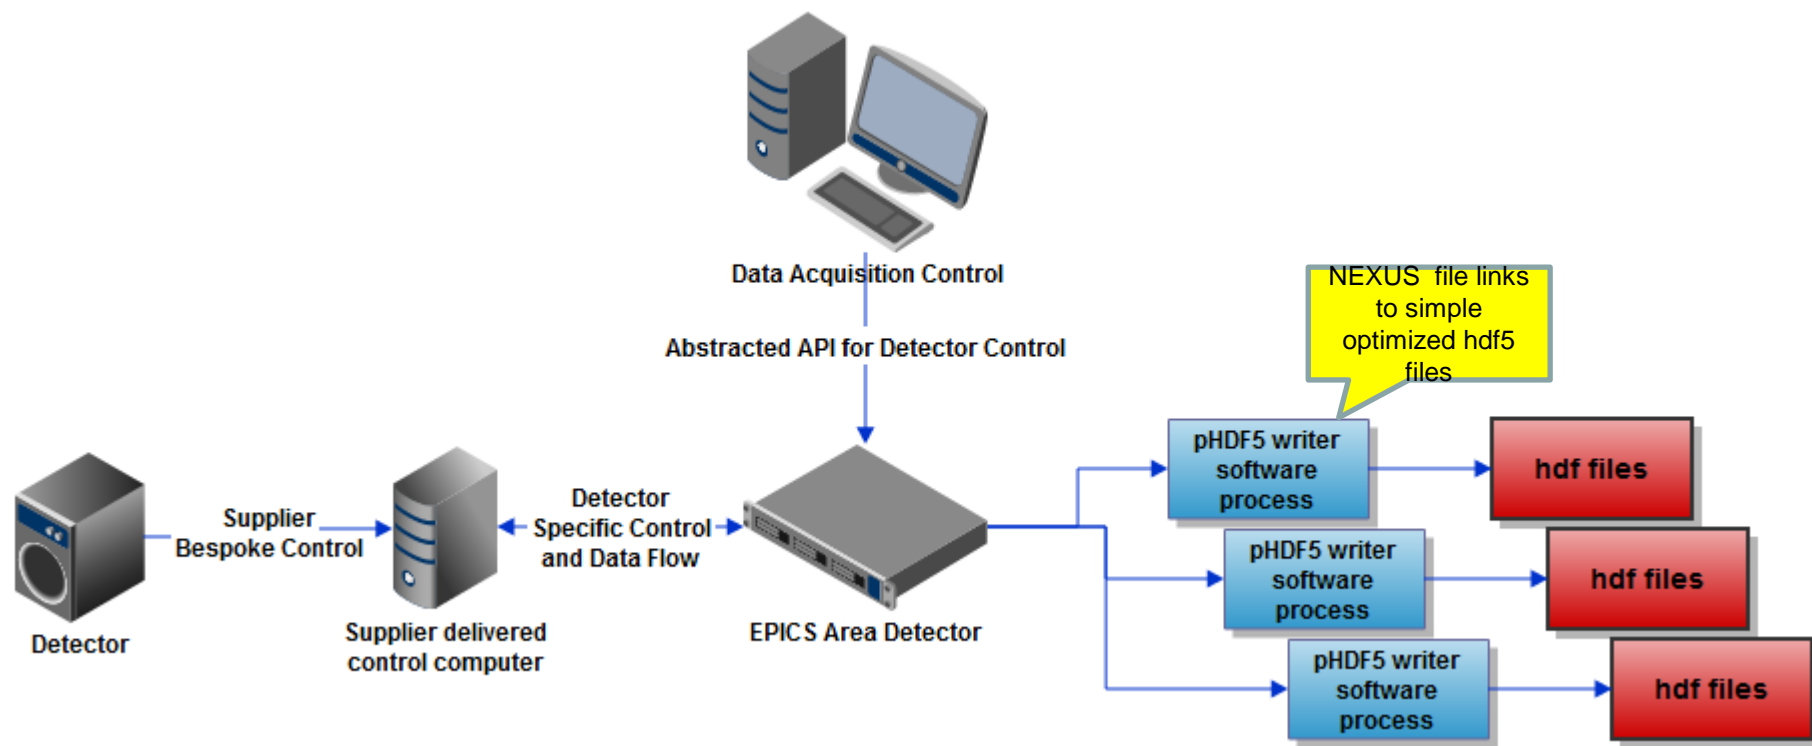 Data Acquisition Control
Abstracted API for Detector Control
NEXUS file links
to simple
optimized hdf5
files
Detector
Supplier
Bespoke Control
Supplier delivered
control computer
Detector
Specific Control
and Data Flow
EPICS Area Detector
pHDF5 writer
software
process
hdf files
pHDF5 writer
software
process
hdf files
pHDF5 writer
software
process
hdf files